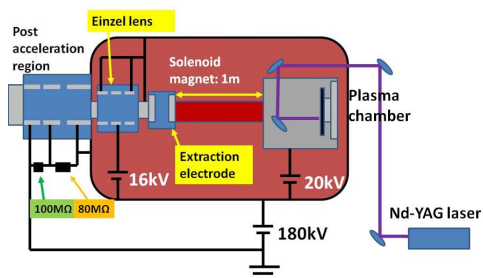 Post
acceleration
region
Einzel lens
Solenoid
magnet: 1m
Plasma
chamber
Extraction
electrode
16kV
20kV
100MΩ
80MΩ
180kV
Nd-YAG laser